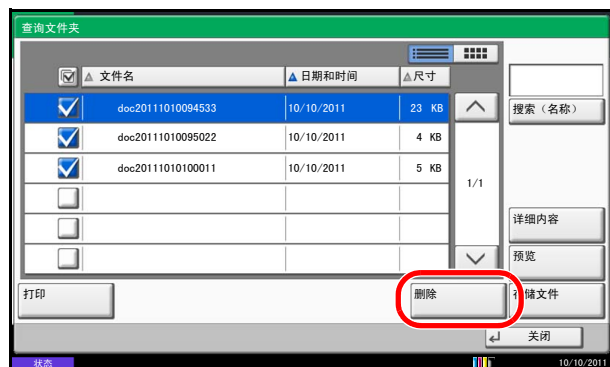 查询文件夹
文件名 日期和时间 尺寸
doc20111010094533 10/10/2011 23 KB
搜索（名称）
doc20111010095022 10/10/2011 4 KB
doc20111010100011 10/10/2011 5 KB
1/1
详细内容
预览
打印 删除 存储文件
关闭
状态 10/10/2011